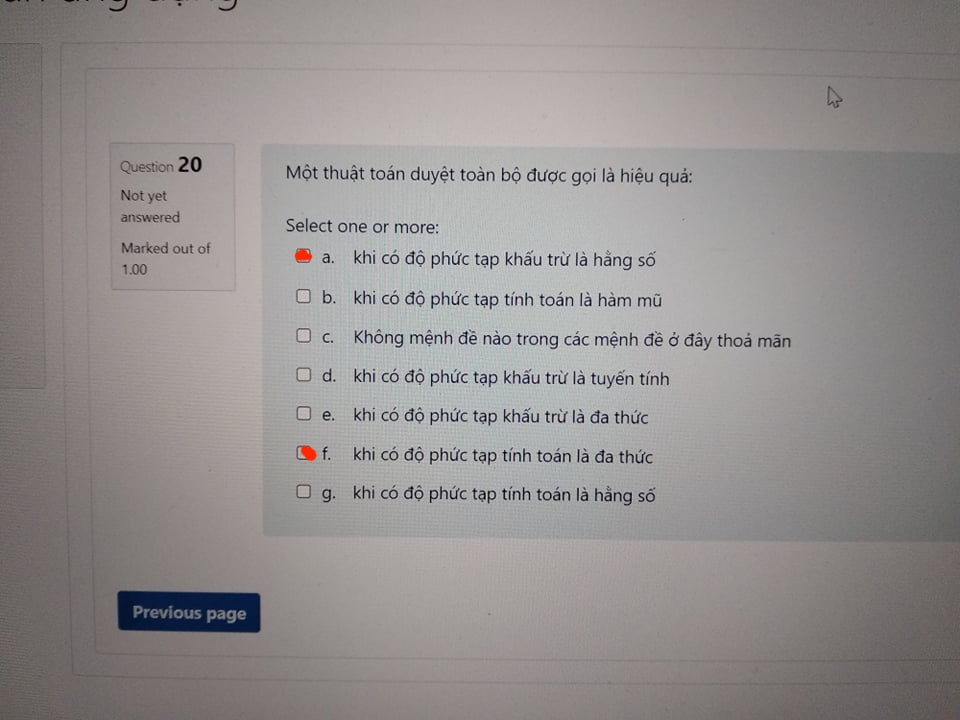 Question 20
Not yet
answered
Marked out of
1.00
Một thuật toán duyệt toàn bộ được gọi là hiệu quả:
Select one or more:
a. khi có độ phức tạp khấu trừ là hằng số
b. khi có độ phức tạp tính toán là hàm mũ
c. Không mệnh đề nào trong các mệnh đề ở đây thoả mãn
d. khi có độ phức tạp khấu trừ là tuyến tính
e. khi có độ phức tạp khấu trừ là đa thức
f. khi có độ phức tạp tính toán là đa thức
g. khi có độ phức tạp tính toán là hằng số
Previous page